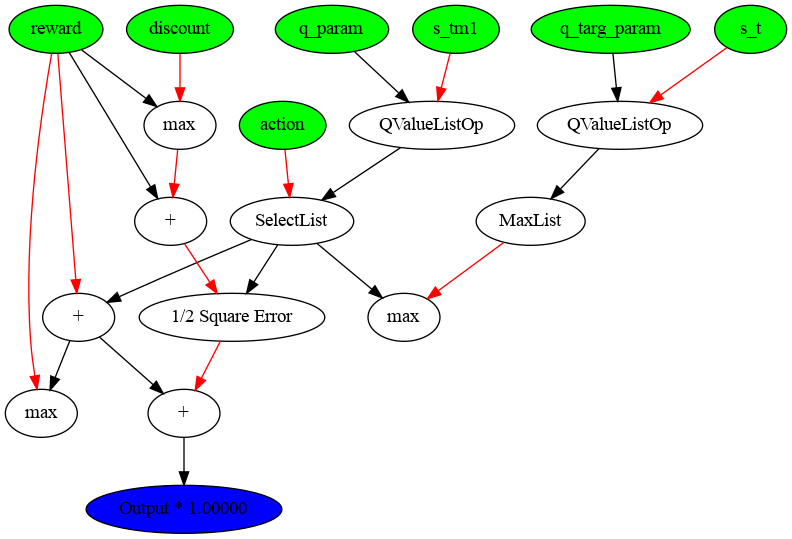 reward
discount
q_param
s_tm1
q_targ_param
s_t
max
action
QValueListOp
QValueListOp
+
SelectList
MaxList
+
1/2 Square Error
max
max
+
Output * 1.00000